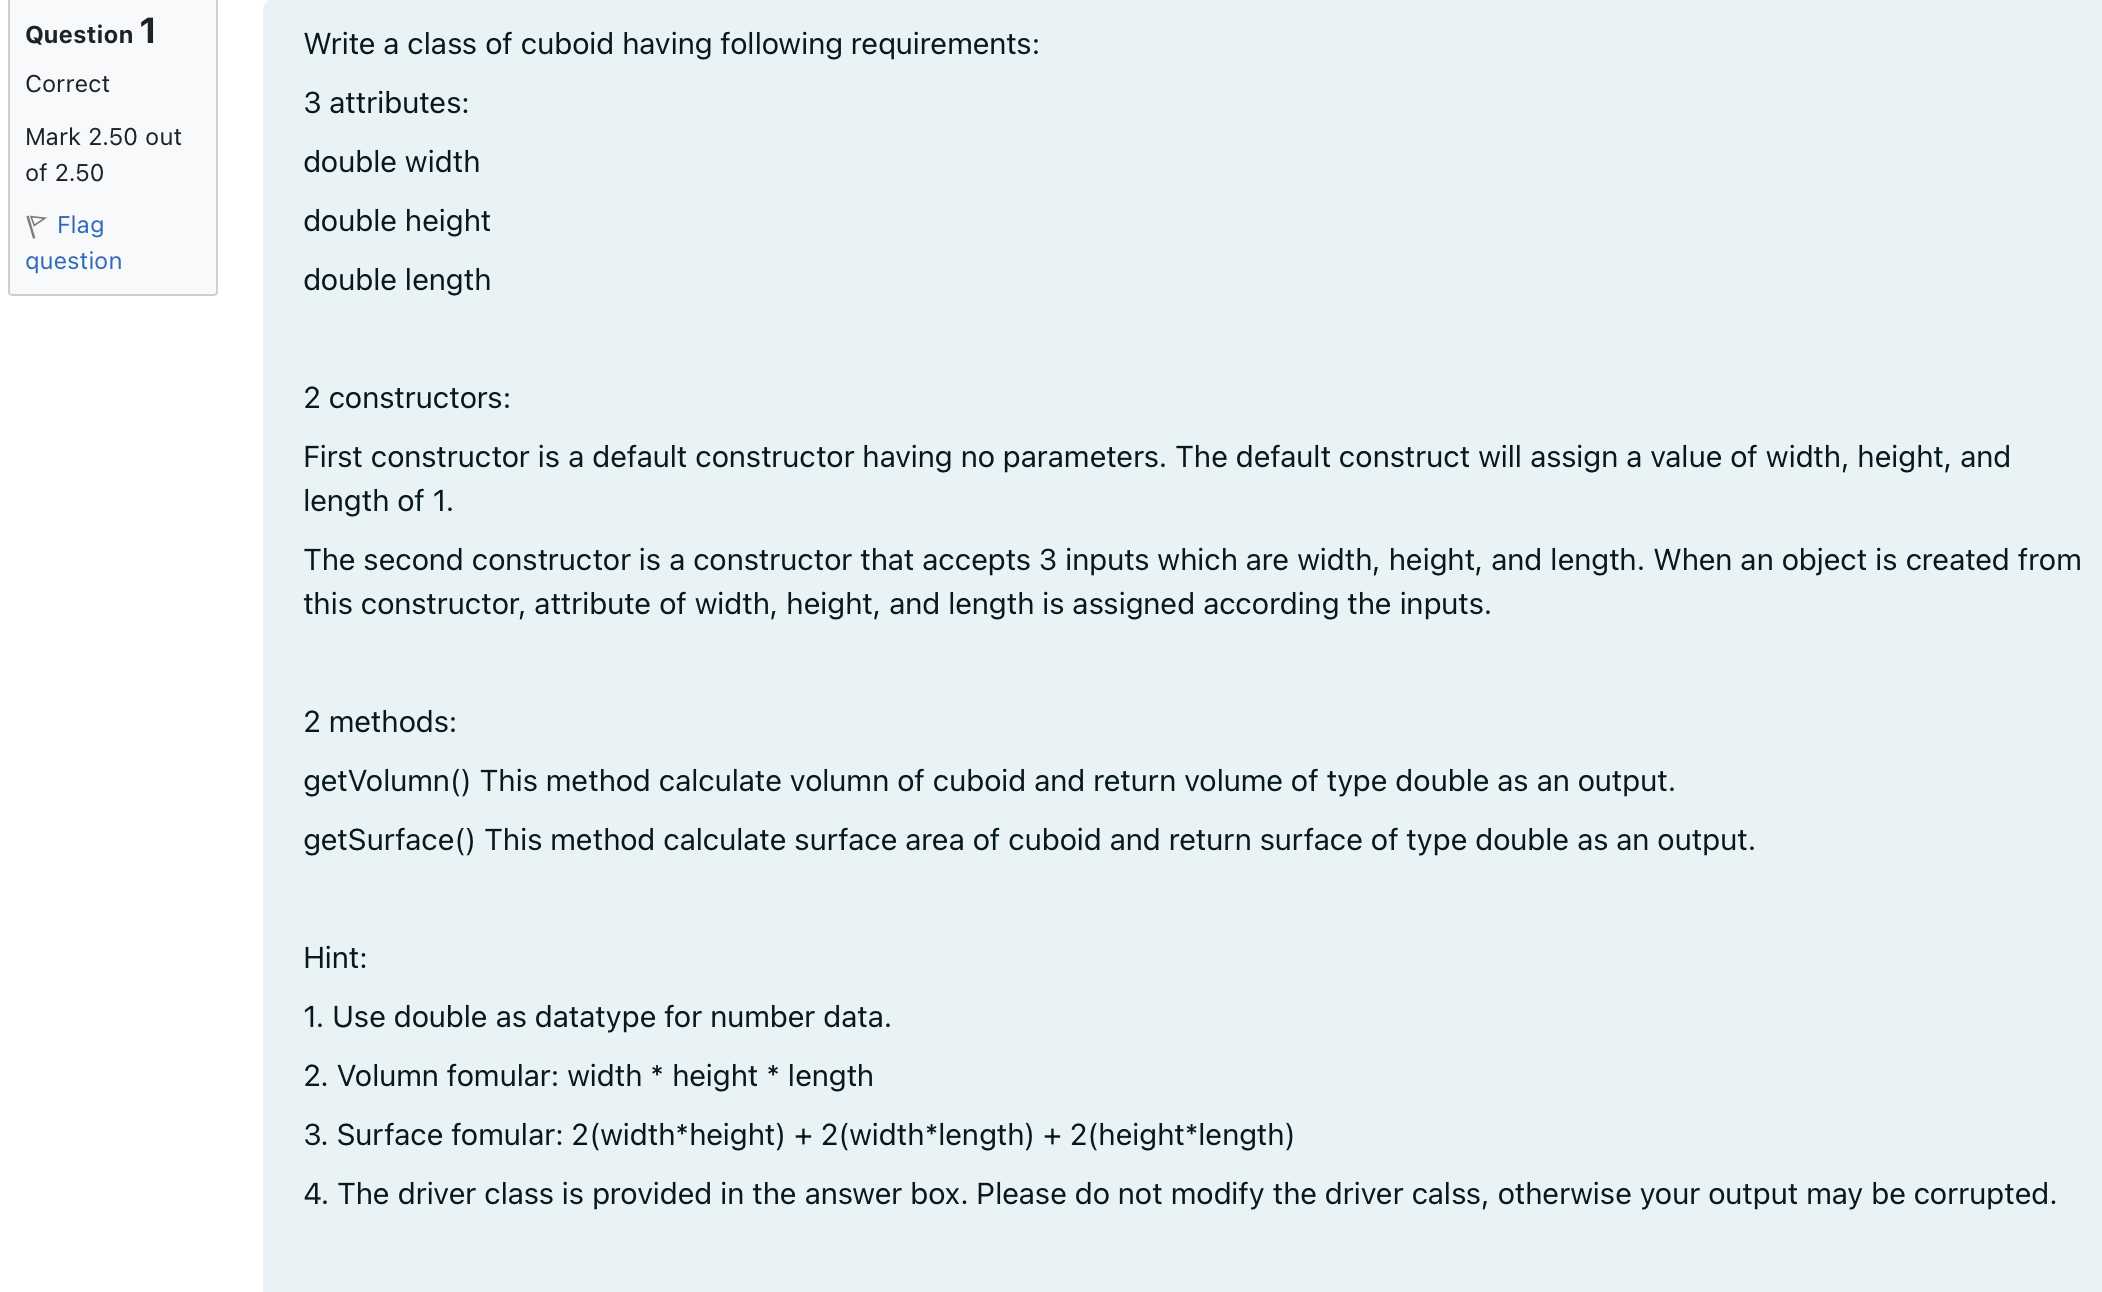 Question 1
Correct
Mark 2.50 out
of 2.50
Flag
question
Write a class of cuboid having following requirements:
3 attributes:
double width
double height
double length
2 constructors:
First constructor is a default constructor having no parameters. The default construct will assign a value of width, height, and
length of 1.
The second constructor is a constructor that accepts 3 inputs which are width, height, and length. When an object is created from
this constructor, attribute of width, height, and length is assigned according the inputs.
2 methods:
getVolumn() This method calculate volumn of cuboid and return volume of type double as an output.
getSurface() This method calculate surface area of cuboid and return surface of type double as an output.
Hint:
1. Use double as datatype for number data.
2. Volumn fomular: width * height * length
3. Surface fomular: 2(width*height) + 2(width*length) + 2(height*length)
4. The driver class is provided in the answer box. Please do not modify the driver calss, otherwise your output may be corrupted.